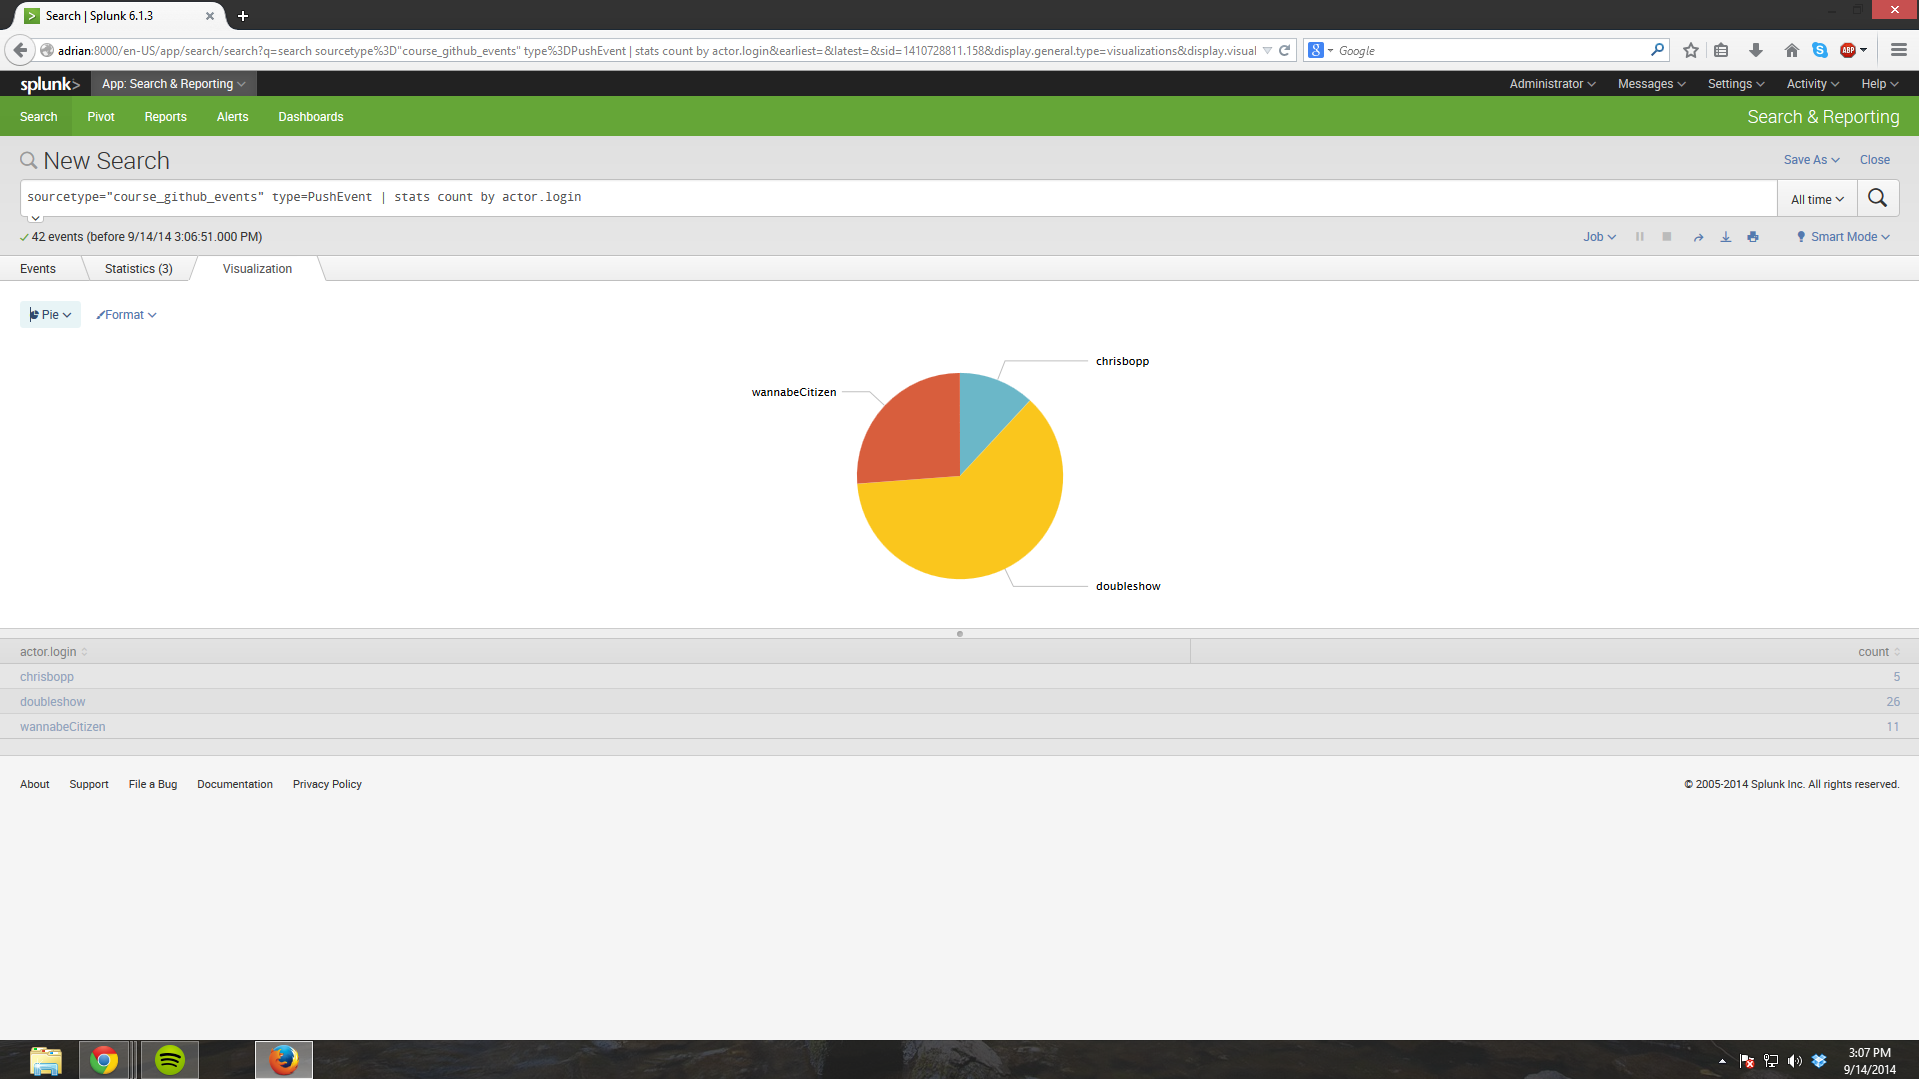 Search | Splunk 6.1.3
adrian:8000/en-US/app/search/search?q=search sourcetype%3D"course_github_events" type%3DPushEvent | stats count by actor.login&earliest=&latest=&sid=1410728811.158&display.general.type=visualizations&display.visual
Google
splunk> App: Search & Reporting Administrator Messages Settings Activity Help
Search Pivot Reports Alerts Dashboards Search & Reporting
New Search Save As Close
sourcetype="course_github_events" type=PushEvent | stats count by actor.login All time
42 events (before 9/14/14 3:06:51.000 PM) Job Smart Mode
Events Statistics (3) Visualization
Pie Format
chrisbopp
wannabeCitizen
doubleshow
actor.login count
chrisbopp 5
doubleshow 26
wannabeCitizen 11
About Support File a Bug Documentation Privacy Policy © 2005-2014 Splunk Inc. All rights reserved.
3:07 PM
9/14/2014